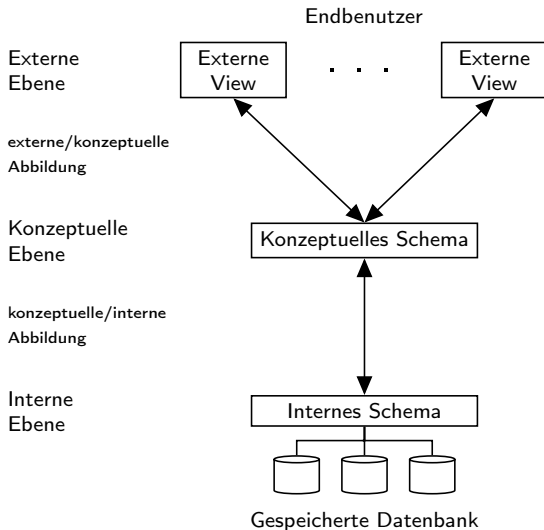 Endbenutzer
Externe
Ebene
Externe
View
. . .
Externe
View
externe/konzeptuelle
Abbildung
Konzeptuelle
Ebene
Konzeptuelles Schema
konzeptuelle/interne
Abbildung
Interne
Ebene
Internes Schema
Gespeicherte Datenbank